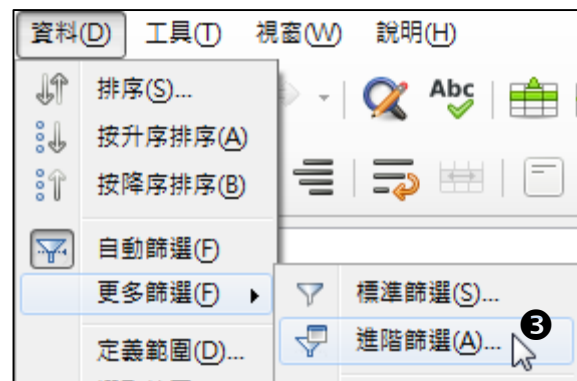 資料(D) 工具(T) 視窗(W) 說明(H)
排序(S)...
Abc
按升序排序(A)
按降序排序(B)
自動篩選(F)
更多篩選(F)
標準篩選(S)...
❸
定義範圍(D)...
進階篩選(A)...